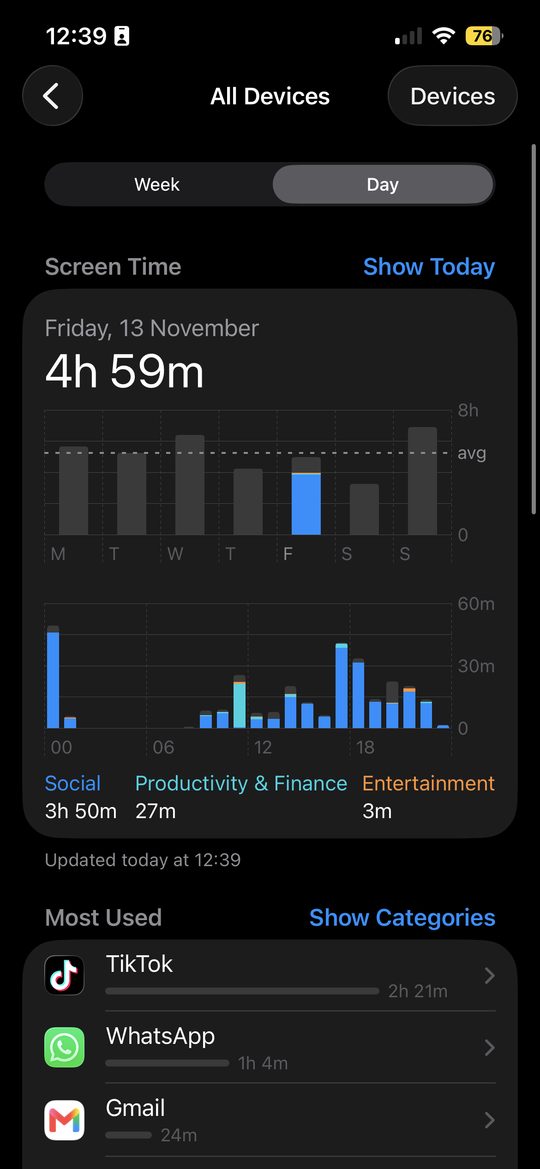 12:39
76
All Devices
Devices
Week
Day
Screen Time
Show Today
Friday, 13 November
4h 59m
8h
avg
0
M T W T F S S
60m
30m
0
00 06 12 18
Social Productivity & Finance Entertainment
3h 50m 27m 3m
Updated today at 12:39
Most Used
Show Categories
TikTok
2h 21m
WhatsApp
1h 4m
Gmail
24m